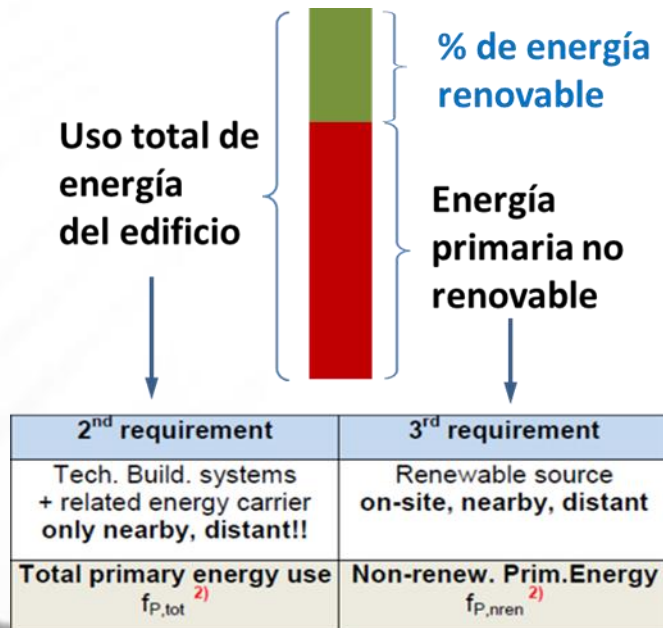 % de energía
renovable
Uso total de
energía
del edificio
Energía
primaria no
renovable
2nd requirement
3rd requirement
Tech. Build. systems
+ related energy carrier
only nearby, distant!!
Renewable source
on-site, nearby, distant
Total primary energy use
fP,tot 2)
Non-renew. Prim.Energy
fP,nren 2)